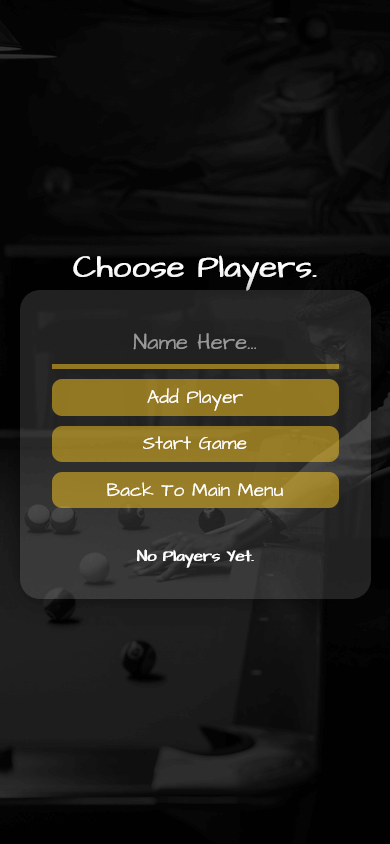 Choose Players.
Name Here...
Add Player
Start Game
Back To Main Menu
No Players Yet.